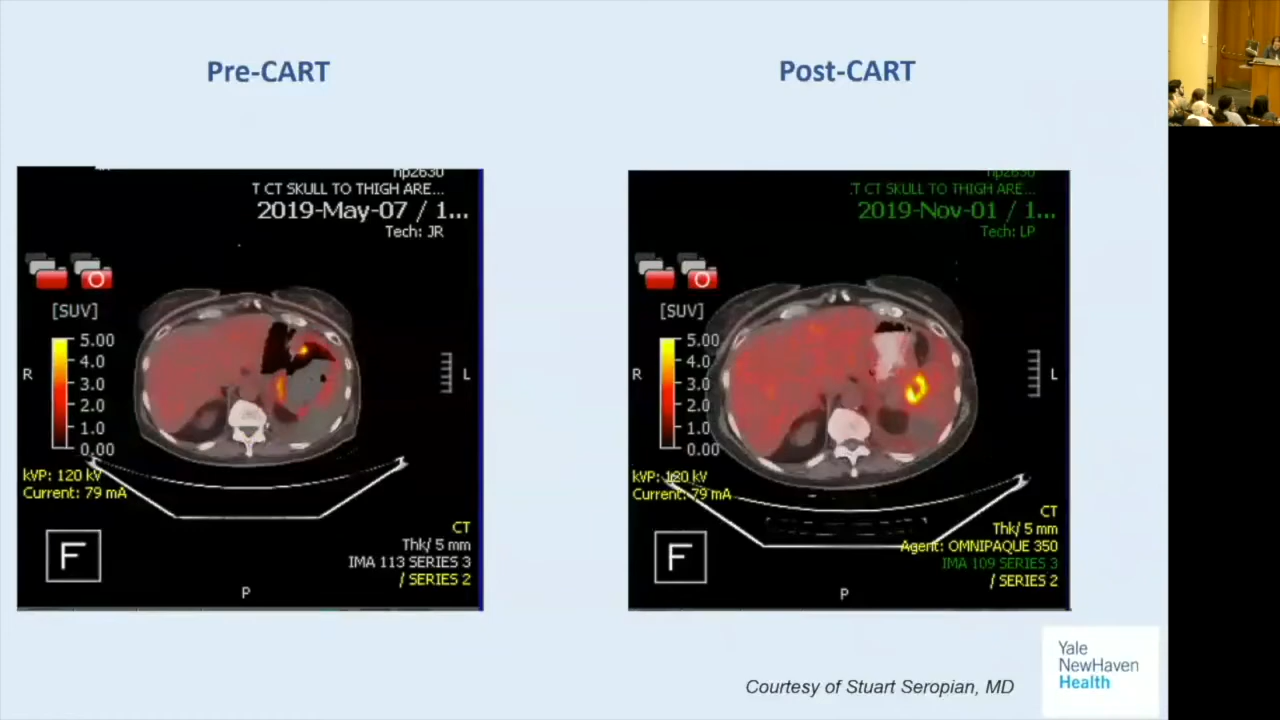 Pre-CART
Post-CART
T CT SKULL TO THIGH ARE...
2019-May-07 / 1...
Tech: JR
[SUV]
5.00
4.0
3.0
2.0
1.0
0.00
R
L
kVP: 120 kV
Current: 79 mA
F
CT
Thk/ 5 mm
IMA 113 SERIES 3
/ SERIES 2
P
.T CT SKULL TO THIGH ARE...
2019-Nov-01 / 1...
Tech: LP
[SUV]
5.00
4.0
3.0
2.0
1.0
0.00
R
L
Current: 79 mA
F
CT
Thk/ 5 mm
Agent: OMNIPAQUE 350
IMA 109 SERIES 3
/ SERIES 2
P
Courtesy of Stuart Seropian, MD
Yale
NewHaven
Health